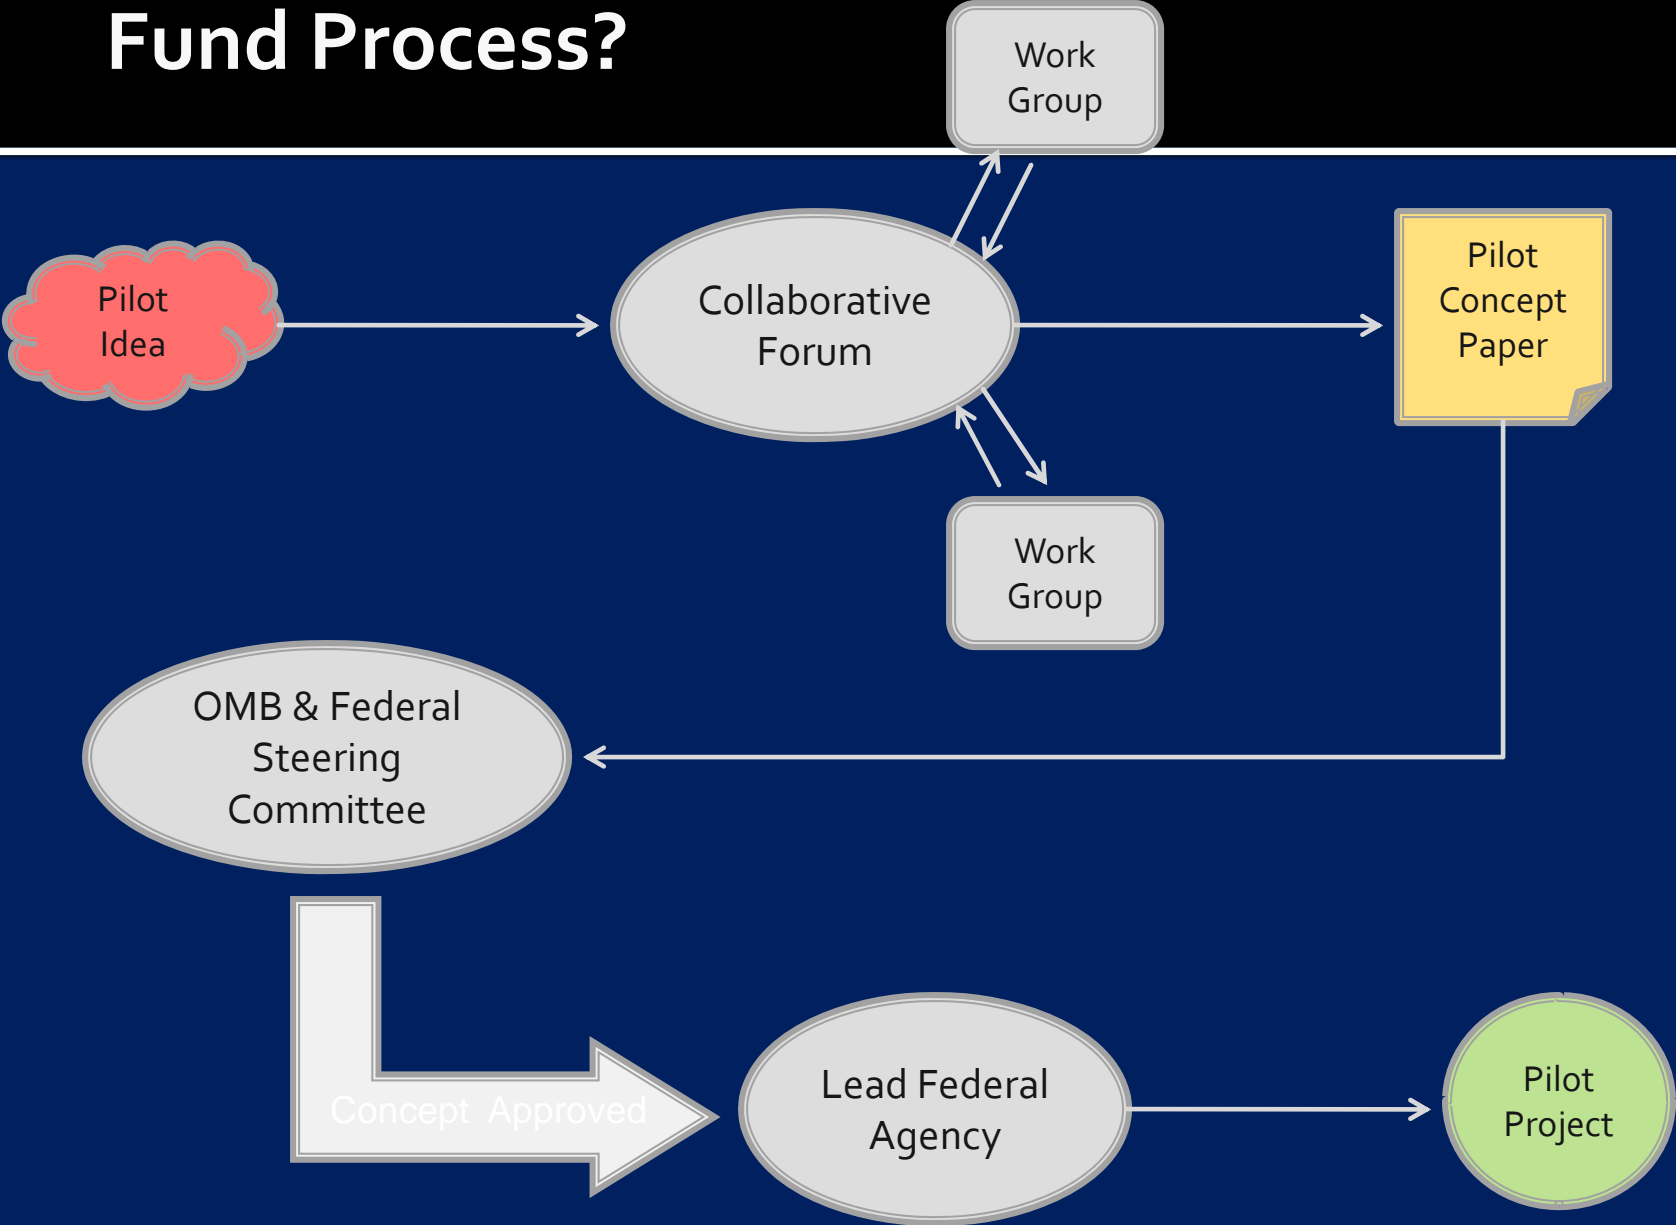 Fund Process?
Work
Group
Pilot
Idea
Collaborative
Forum
Pilot
Concept
Paper
Work
Group
OMB & Federal
Steering
Committee
Concept Approved
Lead Federal
Agency
Pilot
Project